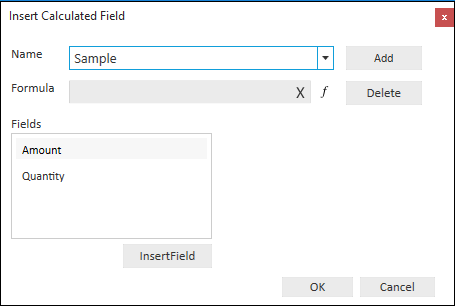 Insert Calculated Field
x
Name Sample Add
Formula X f Delete
Fields
Amount
Quantity
InsertField
OK Cancel